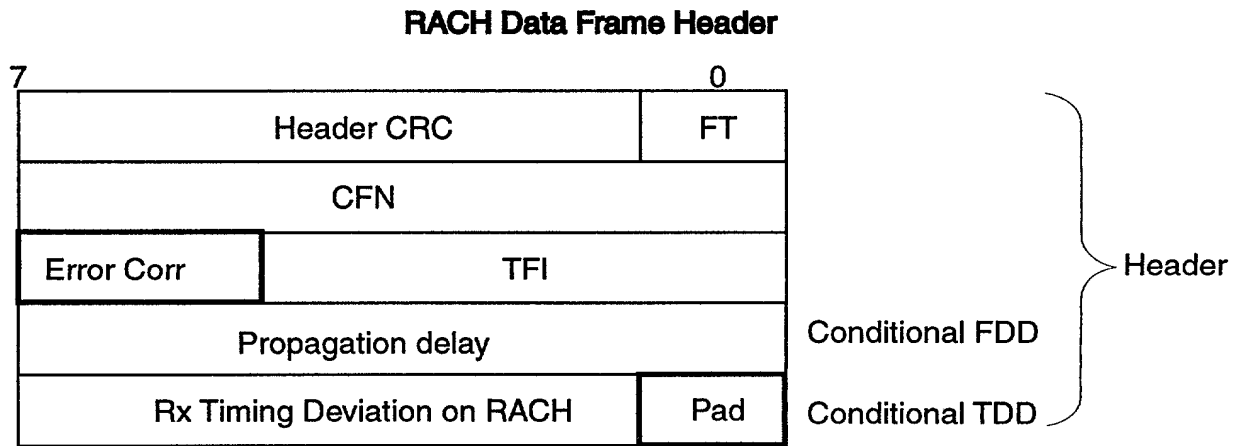 RACH Data Frame Header
7 0
Header CRC FT
CFN
Error Corr TFI
Header
Propagation delay Conditional FDD
Rx Timing Deviation on RACH Pad Conditional TDD